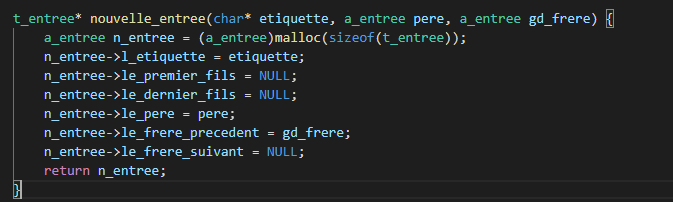 t_entree* nouvelle_entree(char* etiquette, a_entree pere, a_entree gd_frere) {
    a_entree n_entree = (a_entree)malloc(sizeof(t_entree));
    n_entree->l_etiquette = etiquette;
    n_entree->le_premier_fils = NULL;
    n_entree->le_dernier_fils = NULL;
    n_entree->le_pere = pere;
    n_entree->le_frere_precedent = gd_frere;
    n_entree->le_frere_suivant = NULL;
    return n_entree;
}